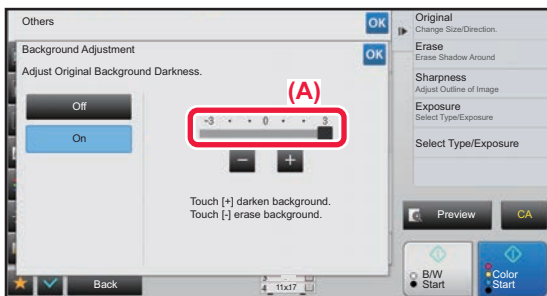 Others
OK
Background Adjustment
OK
Adjust Original Background Darkness.
Off
On
(A)
-3 • • 0 • • 3
− +
Touch [+] darken background.
Touch [-] erase background.
Back
4 11x17
Original
Change Size/Direction.
Erase
Erase Shadow Around
Sharpness
Adjust Outline of Image
Exposure
Select Type/Exposure
Select Type/Exposure
Preview
CA
B/W
Start
Color
Start